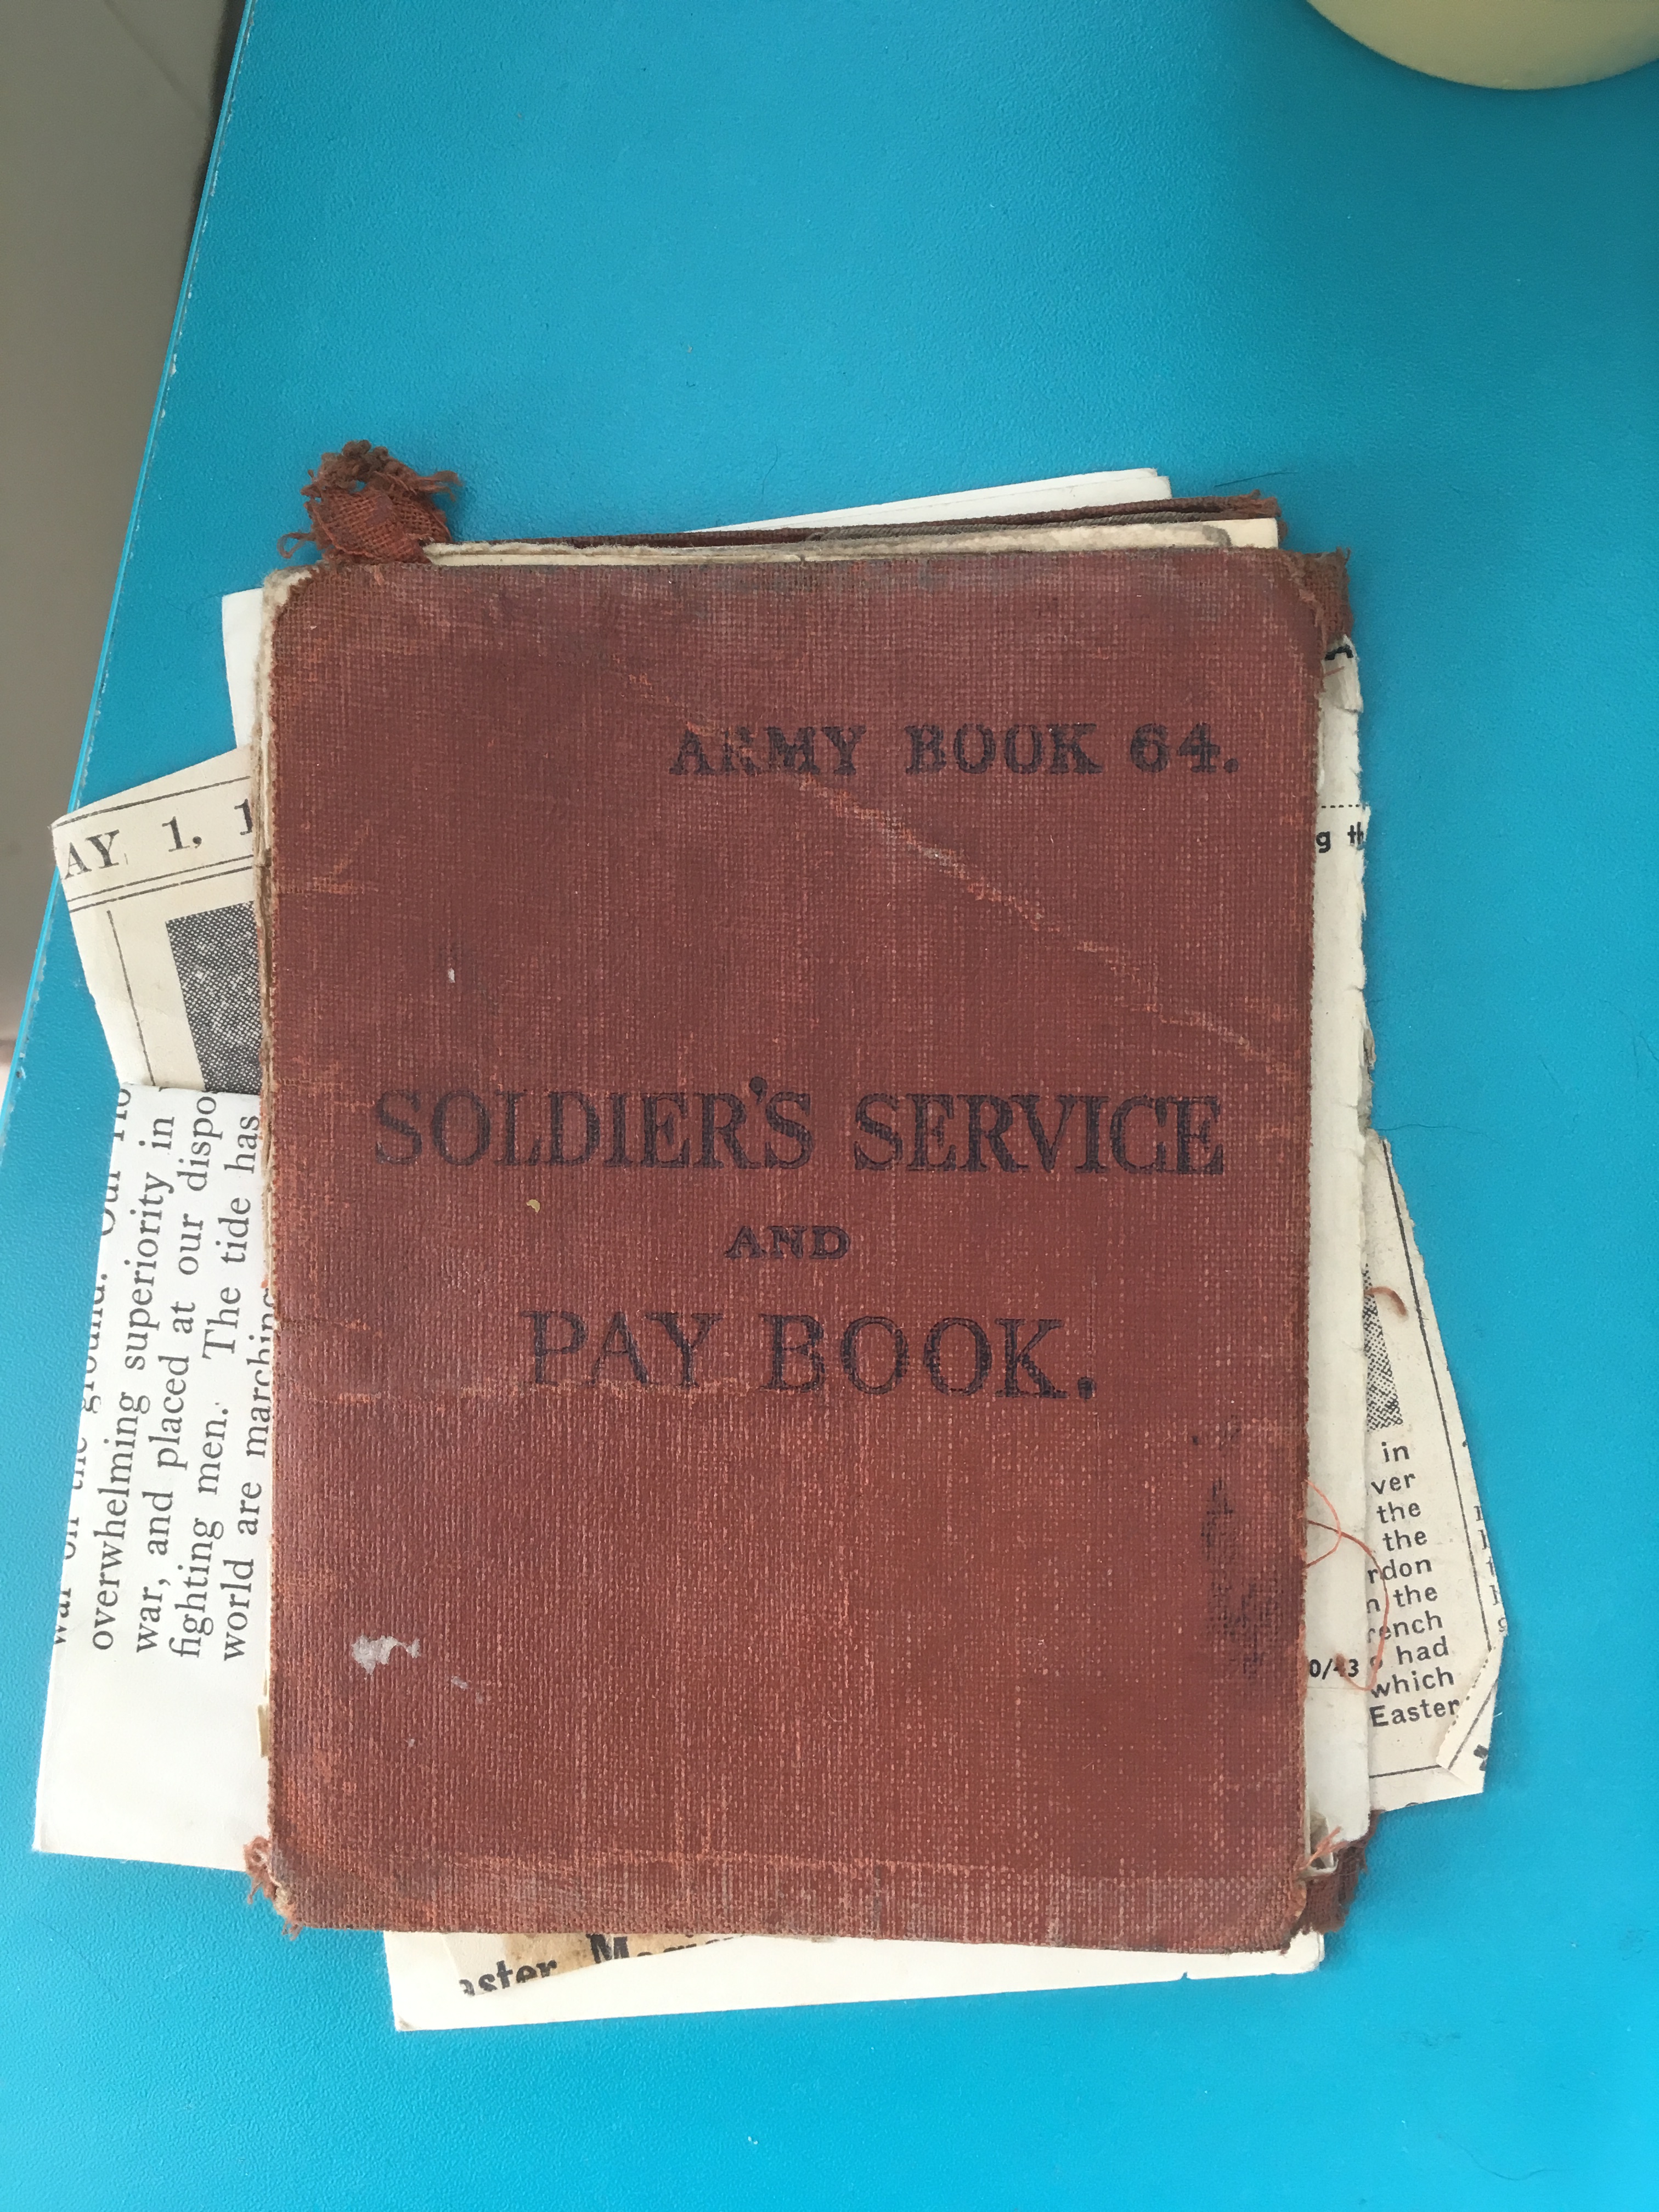 ARMY BOOK 64.
SOLDIER'S SERVICE
AND
PAY BOOK.
AY 1, 1
overwhelming superiority in
war, and placed at our dispo
fighting men. The tide has
world are marching
g th
0/43
in
ver
the
the
rdon
n the
rench
had
which
Easter
aster